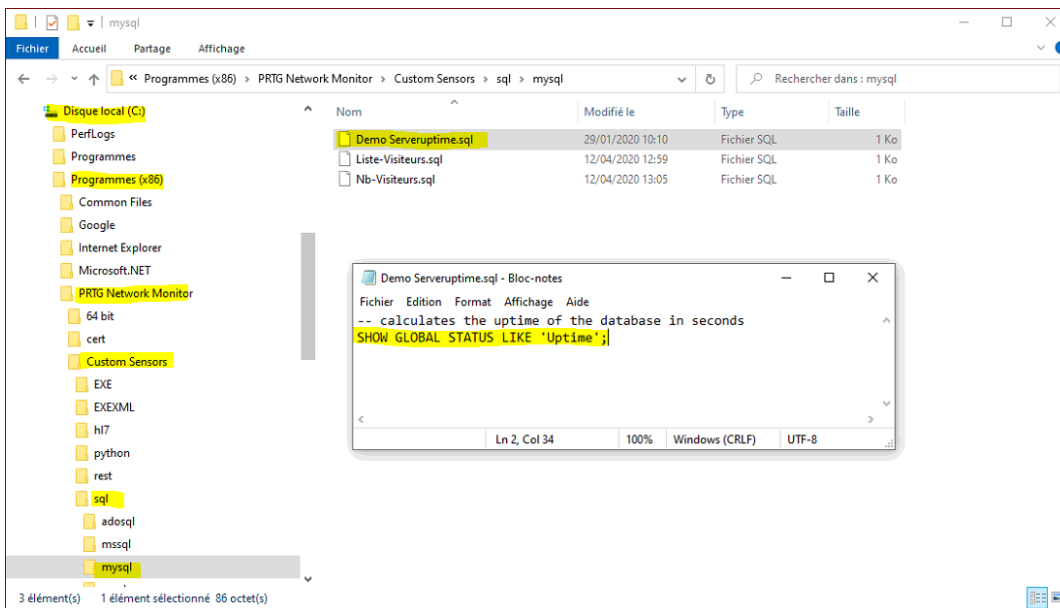 mysql
Fichier Accueil Partage Affichage
« Programmes (x86) > PRTG Network Monitor > Custom Sensors > sql > mysql
Rechercher dans : mysql
Disque local (C:)
PerfLogs
Programmes
Programmes (x86)
Common Files
Google
Internet Explorer
Microsoft.NET
PRTG Network Monitor
64 bit
cert
Custom Sensors
EXE
EXEXML
hl7
python
rest
sql
adosql
mssql
mysql
Nom Modifié le Type Taille
Demo Serveruptime.sql 29/01/2020 10:10 Fichier SQL 1 Ko
Liste-Visiteurs.sql 12/04/2020 12:59 Fichier SQL 1 Ko
Nb-Visiteurs.sql 12/04/2020 13:05 Fichier SQL 1 Ko
Demo Serveruptime.sql - Bloc-notes
Fichier Edition Format Affichage Aide
-- calculates the uptime of the database in seconds
SHOW GLOBAL STATUS LIKE 'Uptime';
Ln 2, Col 34 100% Windows (CRLF) UTF-8
3 élément(s) 1 élément sélectionné 86 octet(s)